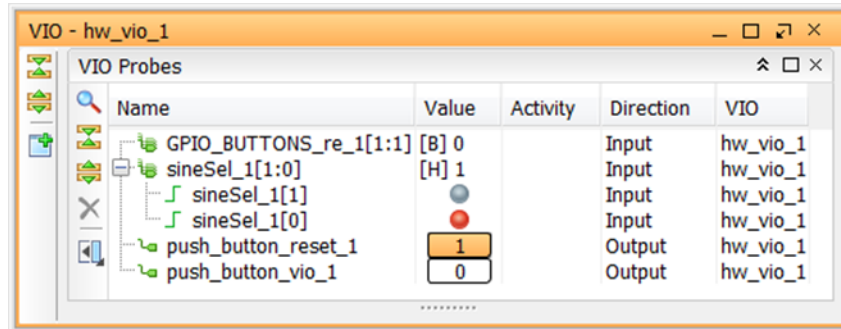 VIO - hw_vio_1
VIO Probes
Name Value Activity Direction VIO
GPIO_BUTTONS_re_1[1:1] [B] 0 Input hw_vio_1
sineSel_1[1:0] [H] 1 Input hw_vio_1
sineSel_1[1] Input hw_vio_1
sineSel_1[0] Input hw_vio_1
push_button_reset_1 1 Output hw_vio_1
push_button_vio_1 0 Output hw_vio_1